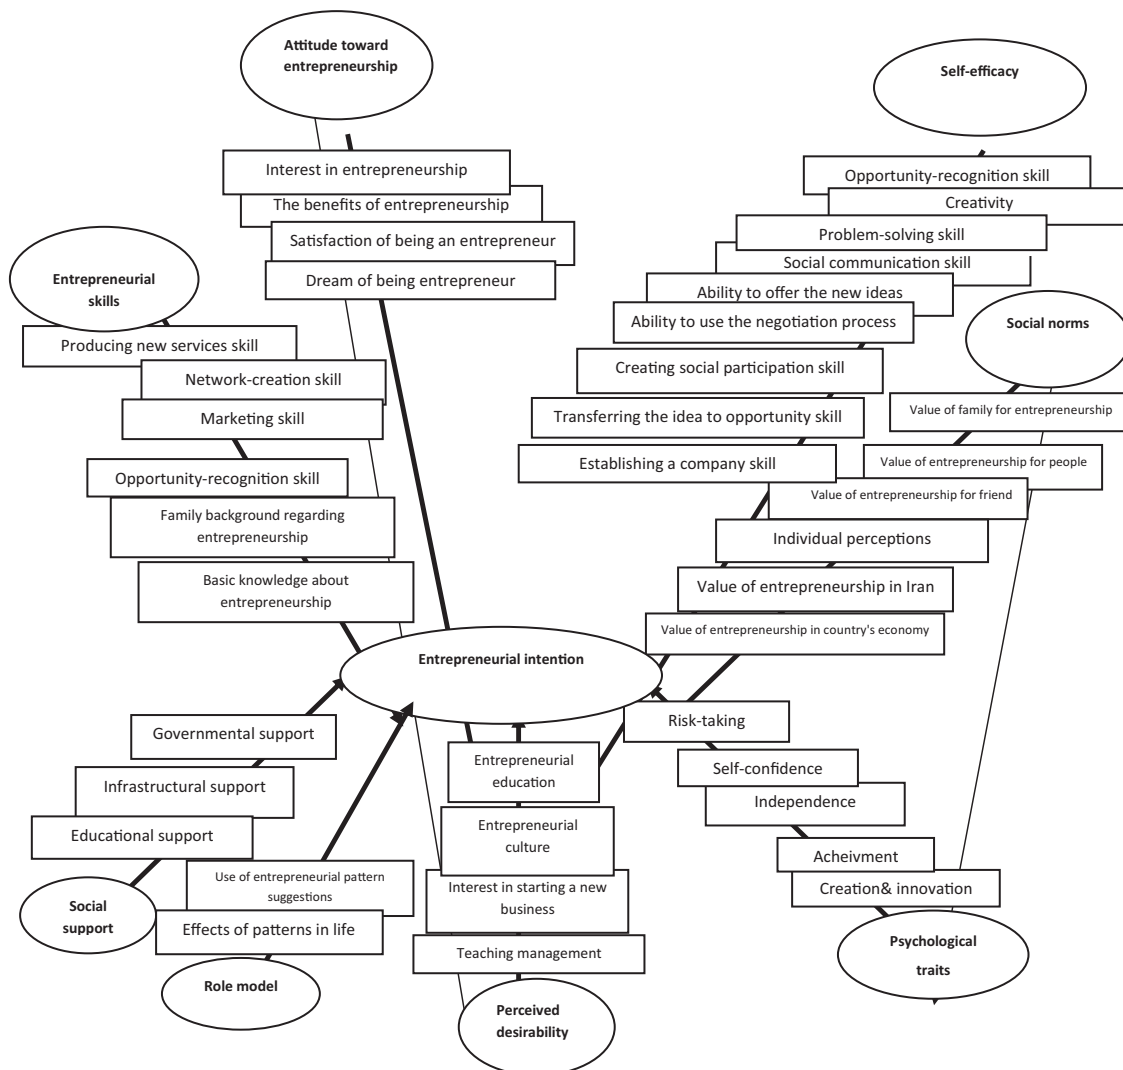 Attitude toward
entrepreneurship
Self-efficacy
Interest in entrepreneurship
The benefits of entrepreneurship
Satisfaction of being an entrepreneur
Dream of being entrepreneur
Opportunity-recognition skill
Creativity
Problem-solving skill
Social communication skill
Ability to offer the new ideas
Ability to use the negotiation process
Creating social participation skill
Transferring the idea to opportunity skill
Establishing a company skill
Entrepreneurial
skills
Producing new services skill
Network-creation skill
Marketing skill
Opportunity-recognition skill
Family background regarding
entrepreneurship
Basic knowledge about
entrepreneurship
Social norms
Value of family for entrepreneurship
Value of entrepreneurship for people
Value of entrepreneurship for friend
Individual perceptions
Value of entrepreneurship in Iran
Value of entrepreneurship in country's economy
Entrepreneurial intention
Governmental support
Infrastructural support
Educational support
Social
support
Use of entrepreneurial pattern
suggestions
Effects of patterns in life
Role model
Entrepreneurial
education
Entrepreneurial
culture
Interest in starting a new
business
Teaching management
Perceived
desirability
Risk-taking
Self-confidence
Independence
Acheivment
Creation& innovation
Psychological
traits